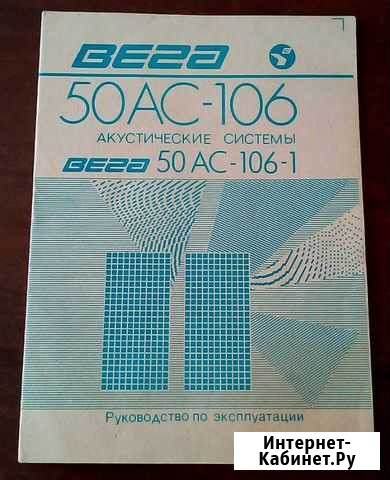 Вега
50АС-106
АКУСТИЧЕСКИЕ СИСТЕМЫ
Вега 50 АС-106-1
Руководство по эксплуатации
Интернет-
Кабинет.Ру